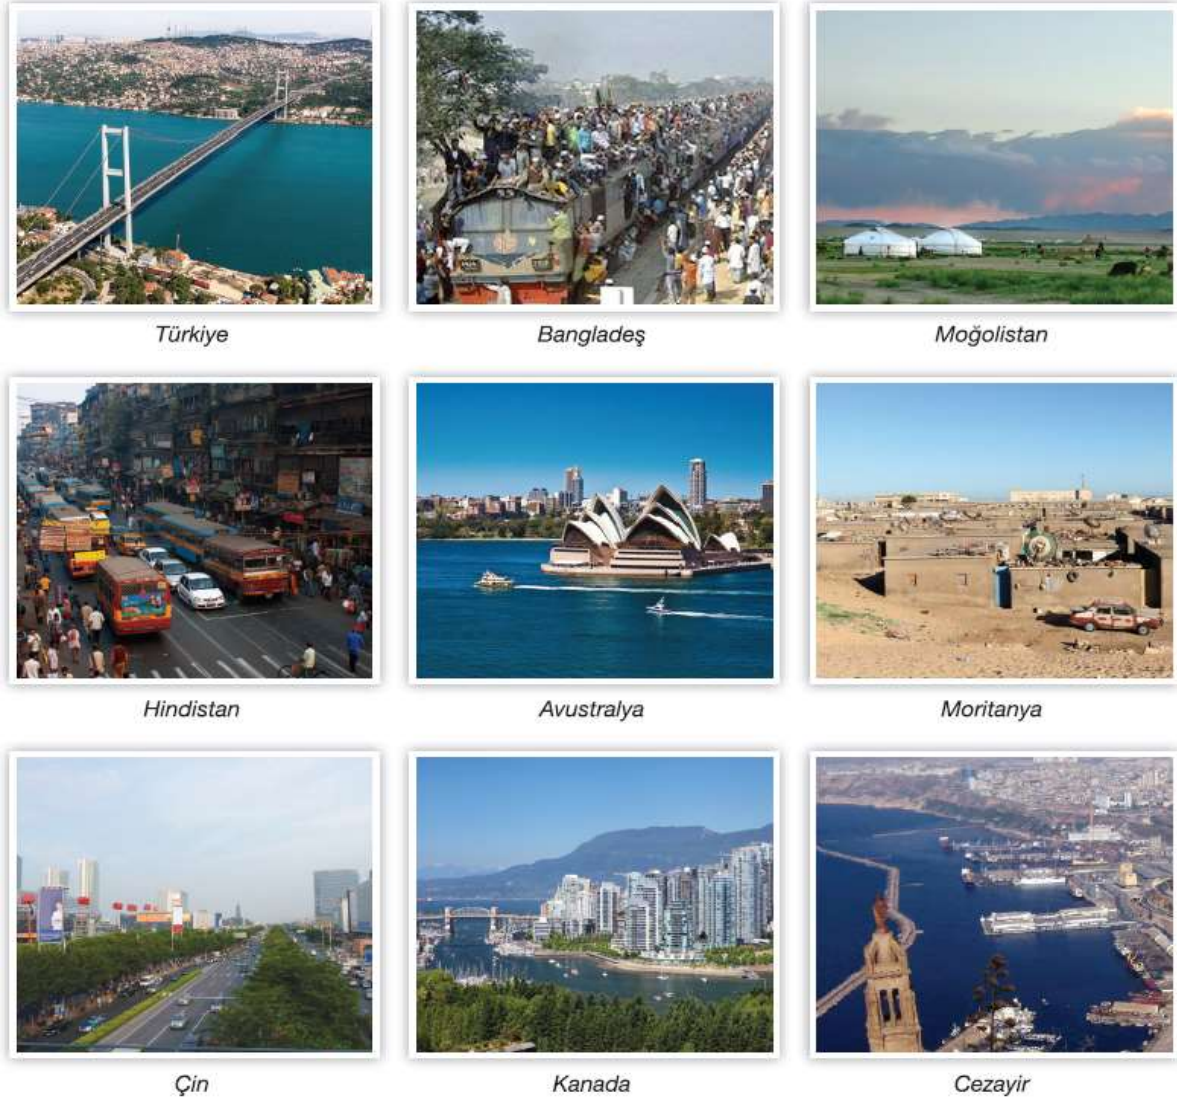 Türkiye
Bangladeş
Moğolistan
Hindistan
Avustralya
Moritanya
Çin
Kanada
Cezayir